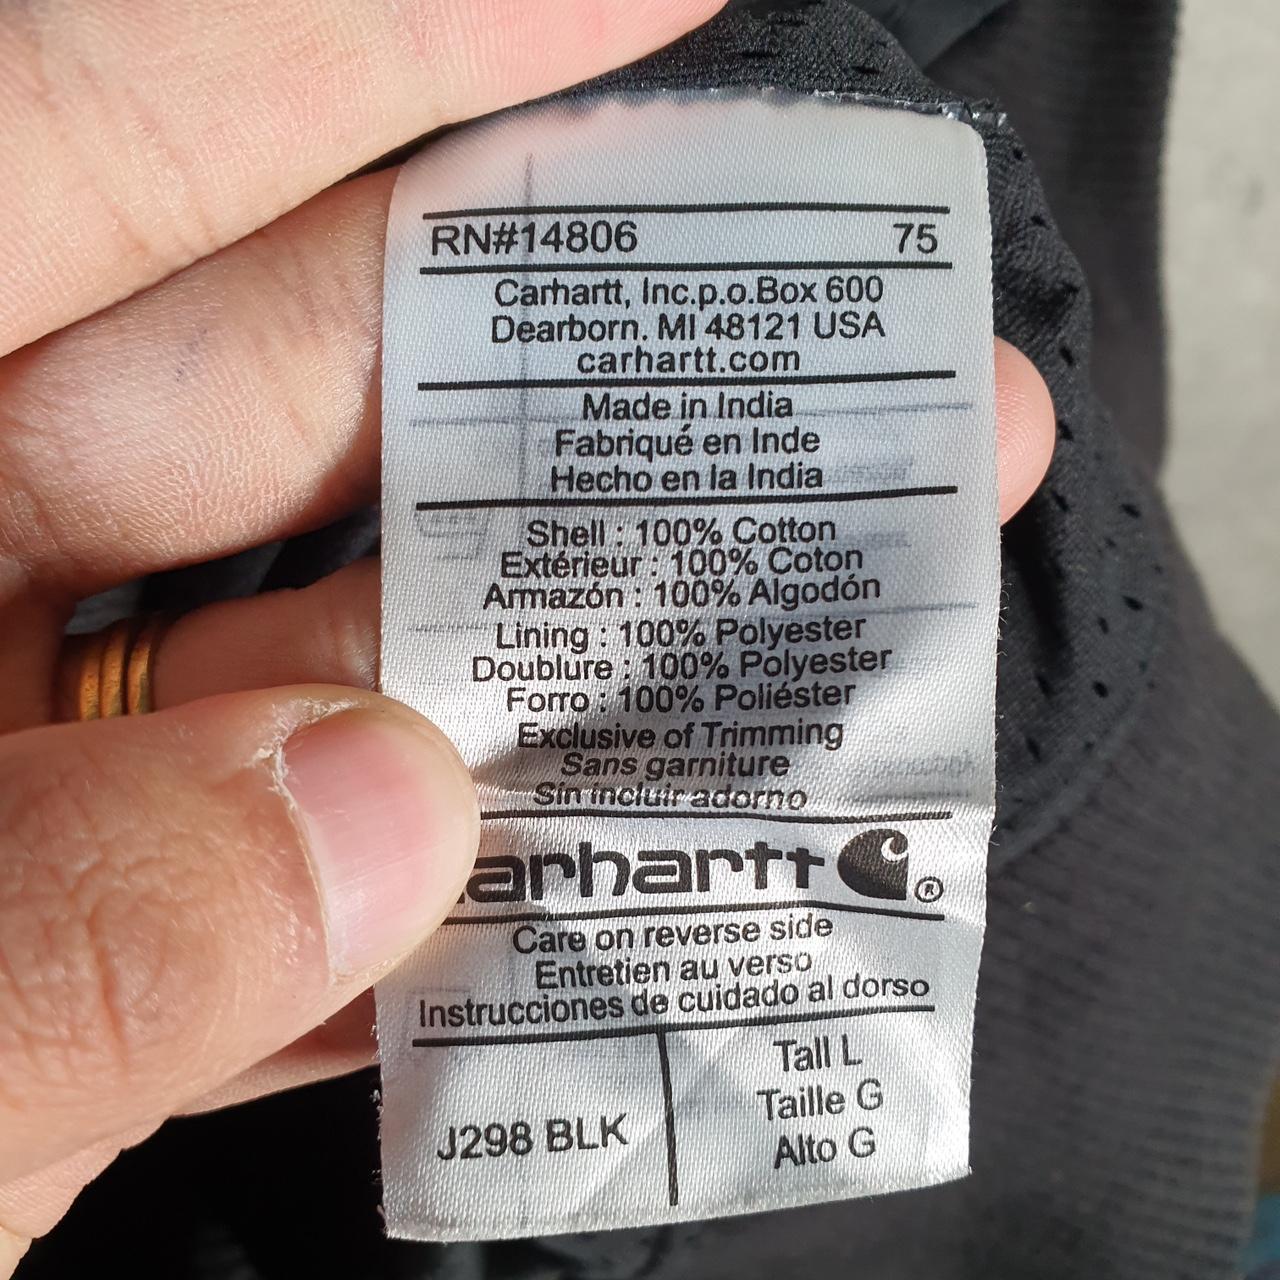 RN#14806 75
Carhartt, Inc.p.o.Box 600
Dearborn. MI 48121 USA
carhartt.com
Made in India
Fabriqué en Inde
Hecho en la India
Shell : 100% Cotton
Extérieur : 100% Coton
Armazón : 100% Algodón
Lining : 100% Polyester
Doublure : 100% Polyester
Forro : 100% Poliéster
Exclusive of Trimming
Sans garniture
Sin incluir adorno
carhartt ®
Care on reverse side
Entretien au verso
Instrucciones de cuidado al dorso
J298 BLK
Tall L
Taille G
Alto G